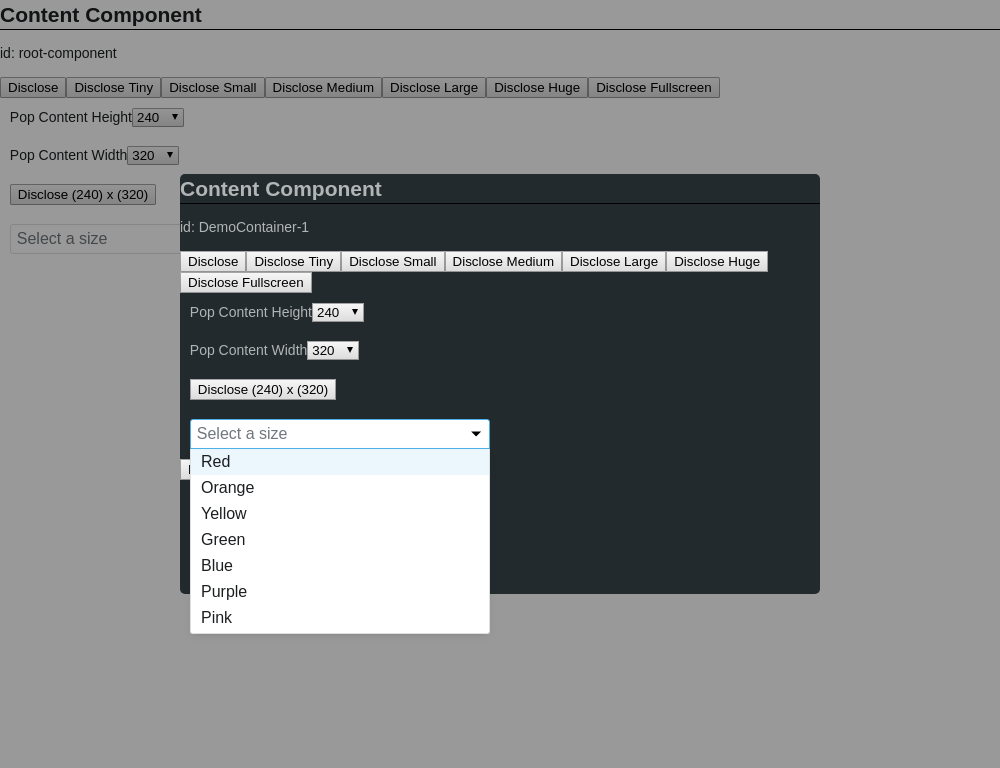 Content Component
id: root-component
Disclose Disclose Tiny Disclose Small Disclose Medium Disclose Large Disclose Huge Disclose Fullscreen
Pop Content Height 240
Pop Content Width 320
Disclose (240) x (320)
Select a size
Content Component
id: DemoContainer-1
Disclose Disclose Tiny Disclose Small Disclose Medium Disclose Large Disclose Huge
Disclose Fullscreen
Pop Content Height 240
Pop Content Width 320
Disclose (240) x (320)
Select a size
Red
Orange
Yellow
Green
Blue
Purple
Pink